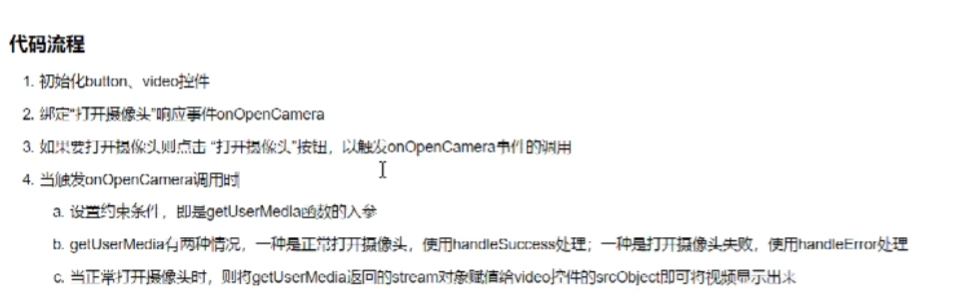 代码流程
1. 初始化button、video控件
2. 绑定“打开摄像头”响应事件onOpenCamera
3. 如果要打开摄像头则点击 “打开摄像头”按钮，以触发onOpenCamera事件的调用
4. 当触发onOpenCamera调用时
a. 设置约束条件，即是getUserMedia函数的入参
b. getUserMedia有两种情况，一种是正常打开摄像头，使用handleSuccess处理；一种是打开摄像头失败，使用handleError处理
c. 当正常打开摄像头时，则将getUserMedia返回的stream对象赋值给video控件的srcObject即可将视频显示出来